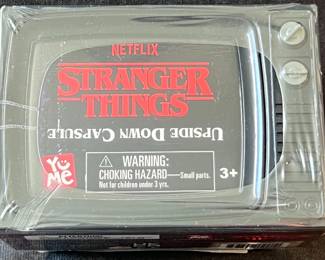 NETFLIX
STRANGER
THINGS
UPSIDE DOWN CAPSULE
YuMe
WARNING:
CHOKING HAZARD—Small parts.
Not for children under 3 yrs.
3+